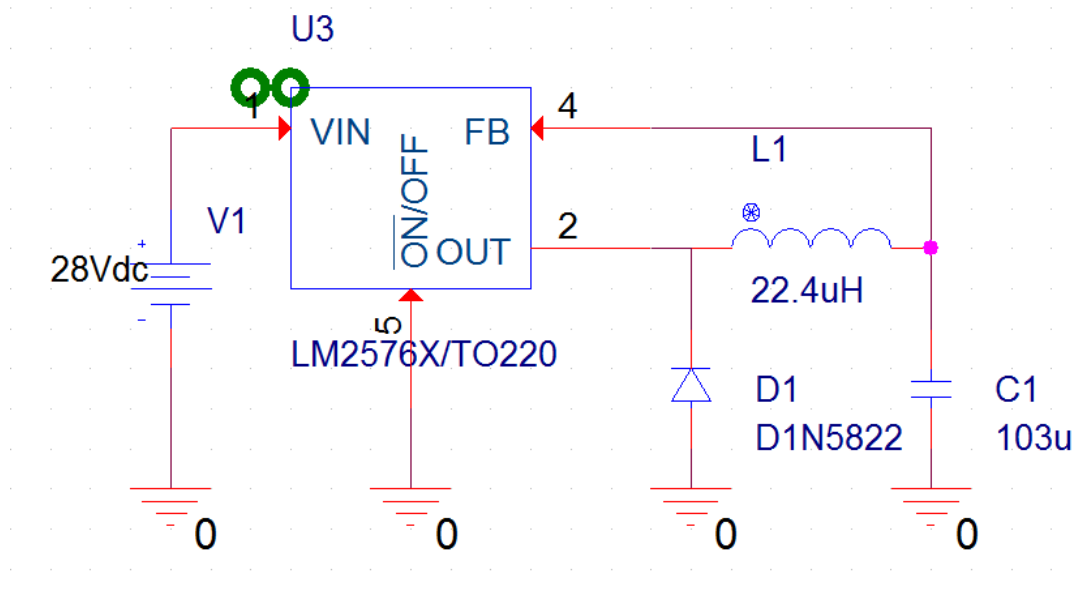 U3
1
VIN
FB
4
ON/OFF
OUT
2
L1
22.4uH
V1
28Vdc
+
-
5
LM2576X/TO220
D1
D1N5822
C1
103u
0
0
0
0